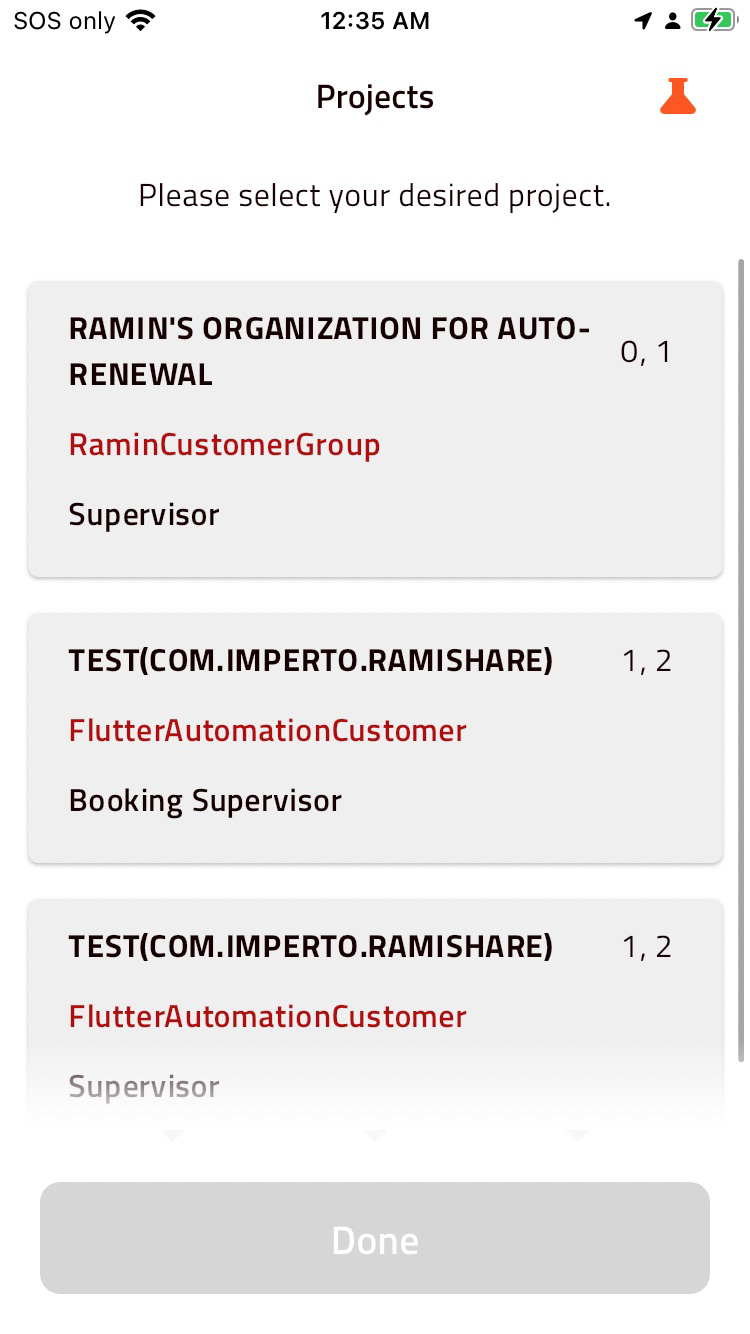 SOS only 12:35 AM
Projects
Please select your desired project.
RAMIN'S ORGANIZATION FOR AUTO-
RENEWAL
0, 1
RaminCustomerGroup
Supervisor
TEST(COM.IMPERTO.RAMISHARE) 1, 2
FlutterAutomationCustomer
Booking Supervisor
TEST(COM.IMPERTO.RAMISHARE) 1, 2
FlutterAutomationCustomer
Supervisor
Done